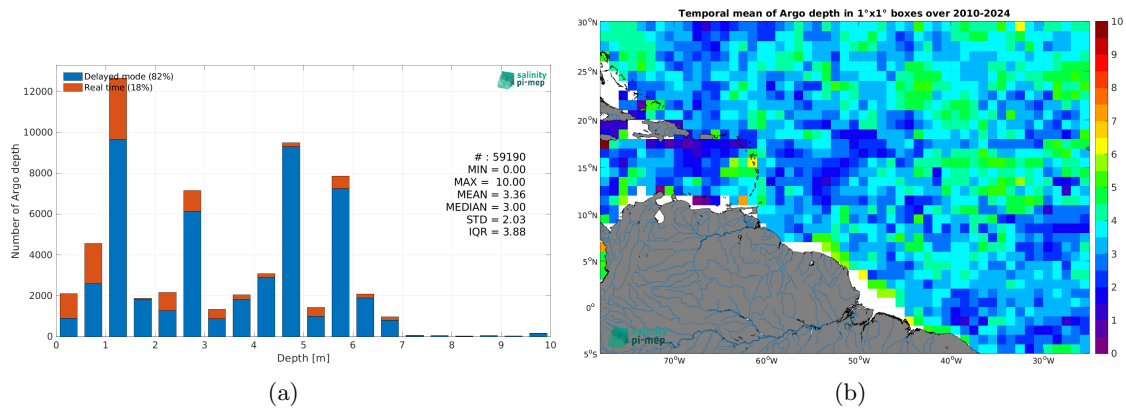 Delayed mode (82%)
Real time (18%)
salinity
pi-mep
12000
10000
8000
6000
4000
2000
0
Number of Argo depth
# : 59190
MIN = 0.00
MAX = 10.00
MEAN = 3.36
MEDIAN = 3.00
STD = 2.03
IQR = 3.88
0 1 2 3 4 5 6 7 8 9 10
Depth [m]
(a)
Temporal mean of Argo depth in 1°x1° boxes over 2010-2024
30°N
25°N
20°N
15°N
10°N
5°N
0°
5°S
70°W 60°W 50°W 40°W 30°W
salinity
pi-mep
10
9
8
7
6
5
4
3
2
1
0
(b)